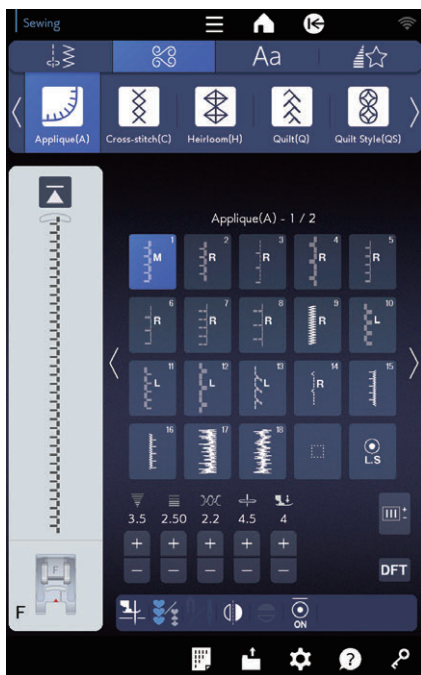 Sewing
Aa
Applique(A) Cross-stitch(C) Heirloom(H) Quilt(Q) Quilt Style(QS)
Applique(A) - 1 / 2
1 2 3 4 5
M R R R R
6 7 8 9 10
R R R R L
11 12 13 14 15
L L L R
16 17 18
L.S
3.5 2.50 2.2 4.5 4
+ + + +
− − − −
DFT
F
F
ON
?